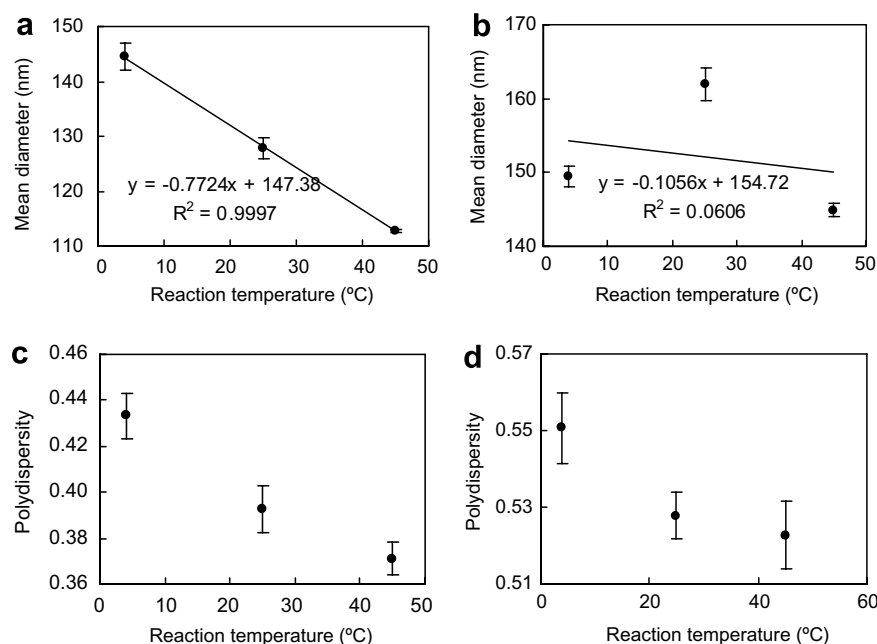 a
150
140
130
120
110
Mean diameter (nm)
y = -0.7724x + 147.38
R² = 0.9997
0 10 20 30 40 50
Reaction temperature (ºC)
b
170
160
150
140
Mean diameter (nm)
y = -0.1056x + 154.72
R² = 0.0606
0 10 20 30 40 50
Reaction temperature (ºC)
c
0.46
0.44
0.42
0.40
0.38
0.36
Polydispersity
0 10 20 30 40 50
Reaction temperature (ºC)
d
0.57
0.55
0.53
0.51
Polydispersity
0 20 40 60
Reaction temperature (ºC)